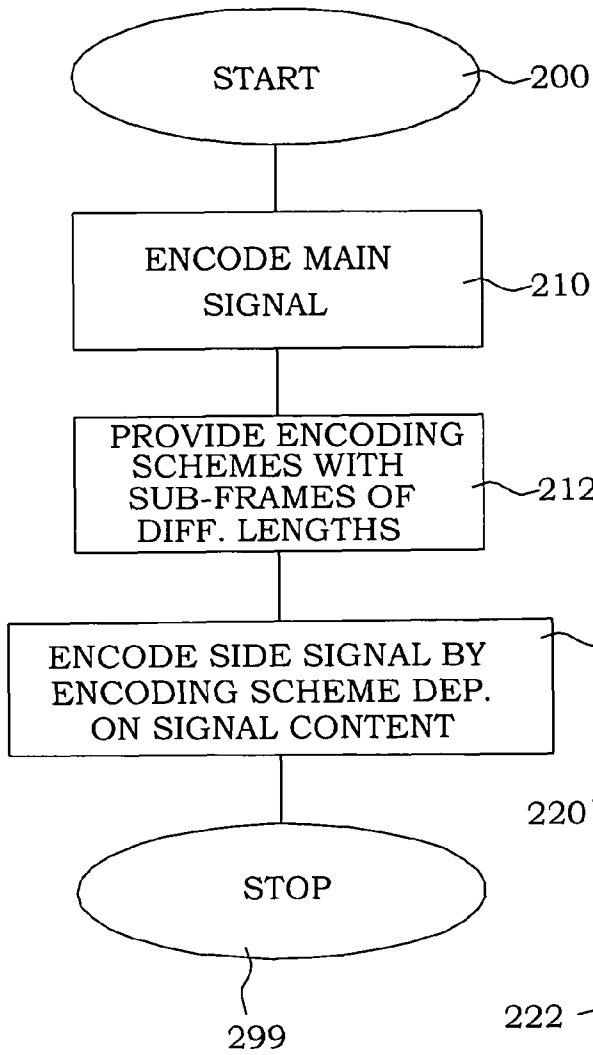 START
200
ENCODE MAIN
SIGNAL
210
PROVIDE ENCODING
SCHEMES WITH
SUB-FRAMES OF
DIFF. LENGTHS
212
ENCODE SIDE SIGNAL BY
ENCODING SCHEME DEP.
ON SIGNAL CONTENT
220
STOP
222
299